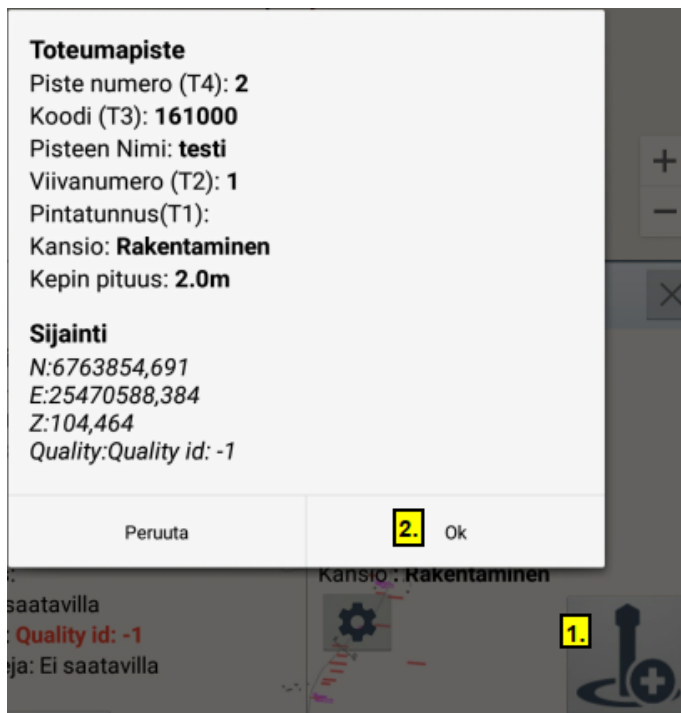 Toteumapiste
Piste numero (T4): 2
Koodi (T3): 161000
Pisteen Nimi: testi
Viivanumero (T2): 1
Pintatunnus(T1):
Kansio: Rakentaminen
Kepin pituus: 2.0m
Sijainti
N:6763854,691
E:25470588,384
Z:104,464
Quality:Quality id: -1
Peruuta
2. Ok
Kansio : Rakentaminen
saatavilla
: Quality id: -1
eja: Ei saatavilla
1.